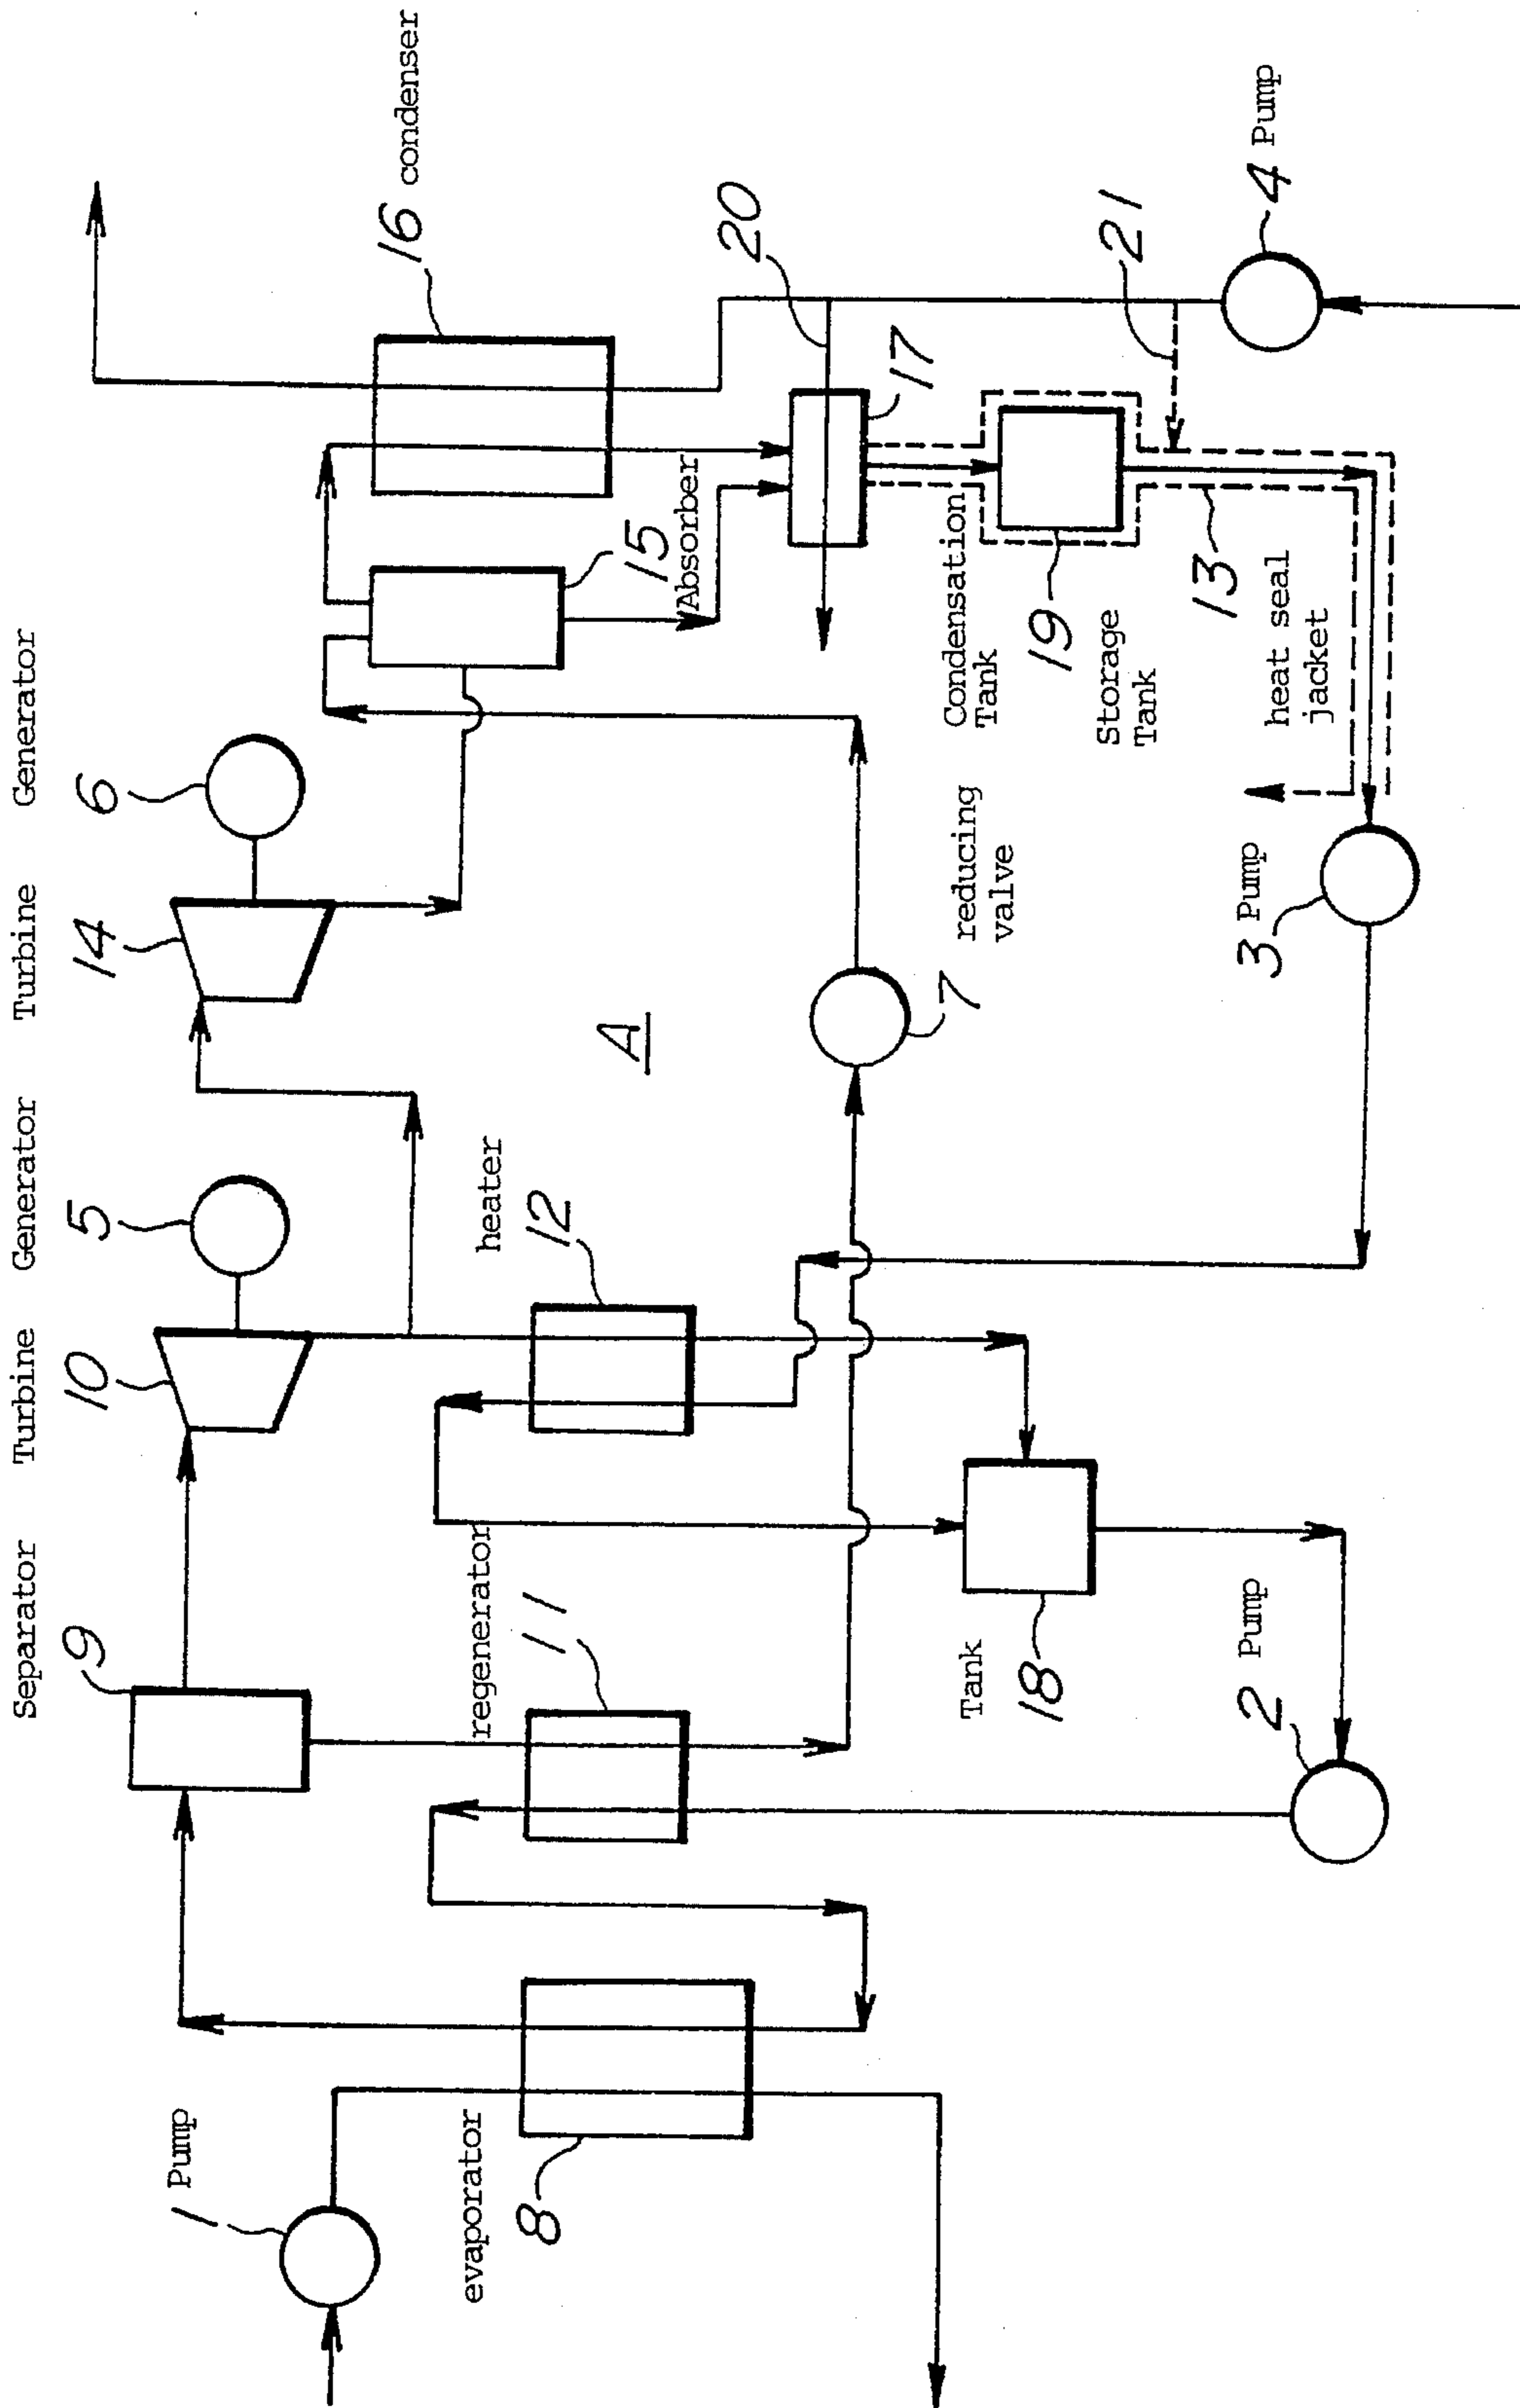 Separator Turbine Generator Turbine Generator
9
10
5
14
6
1 Pump
evaporator
8
regenerator
11
heater
12
A
15
Absorber
16 condenser
7
reducing
valve
Condensation
Tank
17
20
Tank
18
Storage
Tank
19
21
13
heat seal
jacket
2 Pump
3 Pump
4 Pump